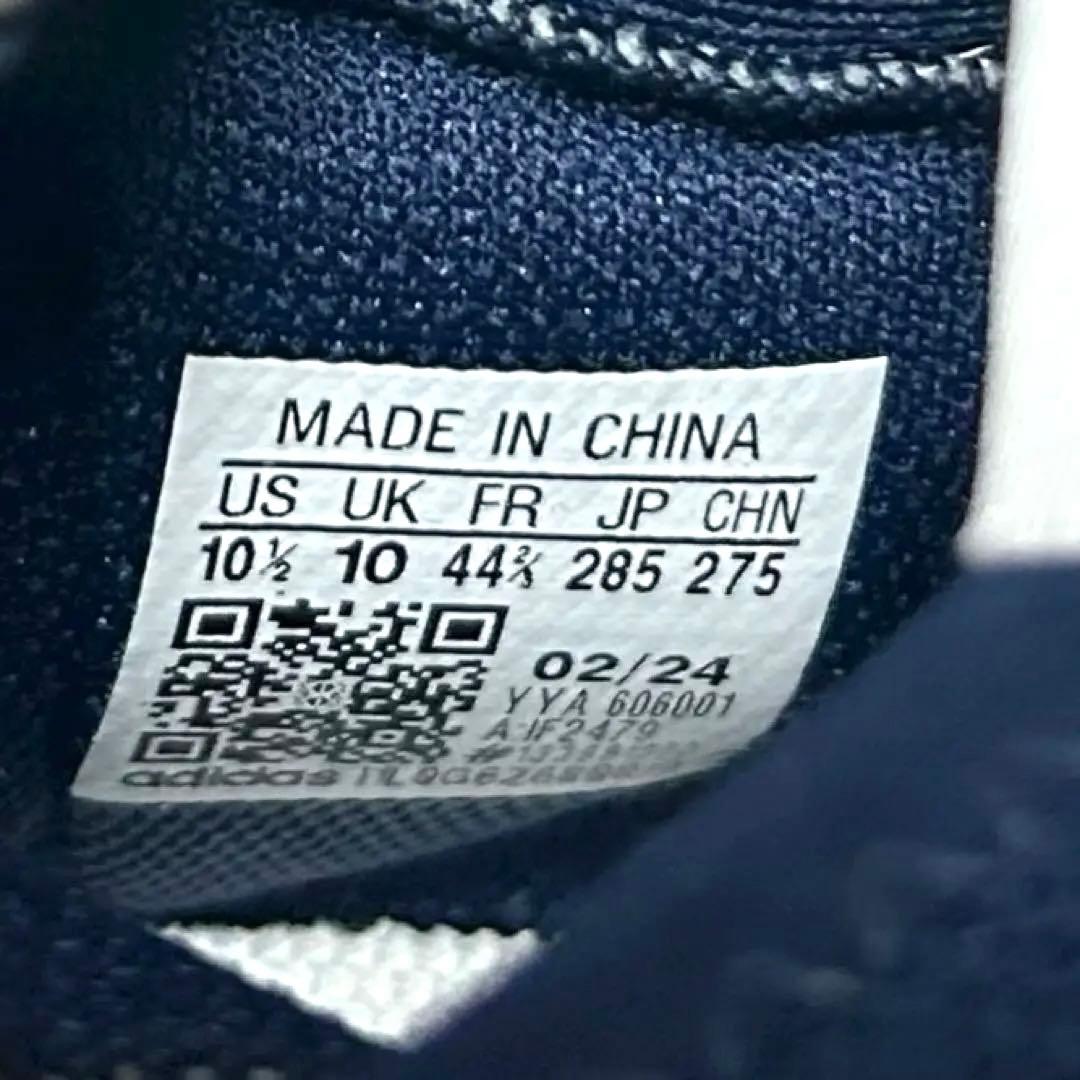 MADE IN CHINA
US UK FR JP CHN
10½ 10 44⅔ 285 275
02/24
YYA 606001
A:IF2479
adidas